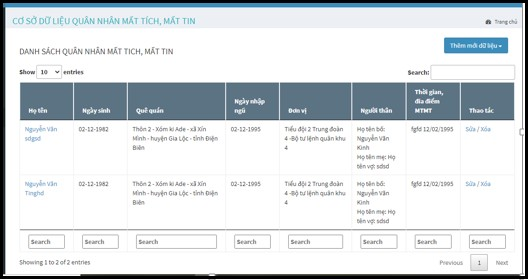 CƠ SỞ DỮ LIỆU QUÂN NHÂN MẤT TÍCH, MẤT TIN
Trang chủ
DANH SÁCH QUÂN NHÂN MẤT TÍCH, MẤT TIN
Thêm mới dữ liệu
Show 10 entries
Search:
Họ tên Ngày sinh Quê quán Ngày nhập ngũ Đơn vị Người thân Thời gian, địa điểm MTMT Thao tác
Nguyễn Văn sdgsd 02-12-1982 Thôn 2 - Xóm ki Ade - xã Xín Mình - huyện Gia Lộc - tỉnh Điện Biên 02-12-1995 Tiểu đội 2 Trung đoàn 4 -Bộ tư lệnh quân khu 4 Họ tên bố: Nguyễn Văn Kinh Họ tên mẹ: Họ tên vợ: sdsd fgfd 12/02/1995 Sửa / Xóa
Nguyễn Văn Tinghd 02-12-1982 Thôn 2 - Xóm ki Ade - xã Xín Mình - huyện Gia Lộc - tỉnh Điện Biên 02-12-1995 Tiểu đội 2 Trung đoàn 4 -Bộ tư lệnh quân khu 4 Họ tên bố: Nguyễn Văn Kinh Họ tên mẹ: Họ tên vợ: sdsd fgfd 12/02/1995 Sửa / Xóa
Search Search Search Search Search Search Search Search
Showing 1 to 2 of 2 entries
Previous 1 Next